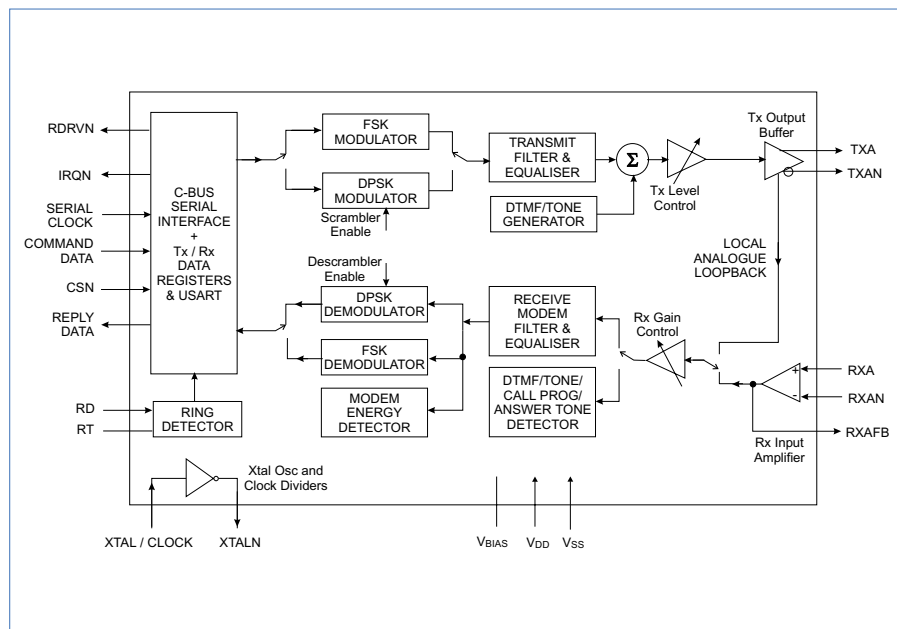 RDRVN
IRQN
SERIAL
CLOCK
COMMAND
DATA
CSN
REPLY
DATA
RD
RT
C-BUS
SERIAL
INTERFACE
+
Tx / Rx
DATA
REGISTERS
& USART
RING
DETECTOR
FSK
MODULATOR
DPSK
MODULATOR
Scrambler
Enable
Descrambler
Enable
DPSK
DEMODULATOR
FSK
DEMODULATOR
MODEM
ENERGY
DETECTOR
TRANSMIT
FILTER &
EQUALISER
DTMF/TONE
GENERATOR
Σ
Tx Level
Control
Tx Output
Buffer
TXA
TXAN
LOCAL
ANALOGUE
LOOPBACK
RECEIVE
MODEM
FILTER &
EQUALISER
DTMF/TONE/
CALL PROG/
ANSWER TONE
DETECTOR
Rx Gain
Control
+
-
RXA
RXAN
RXAFB
Rx Input
Amplifier
Xtal Osc and
Clock Dividers
XTAL / CLOCK
XTALN
VBIAS
VDD
VSS